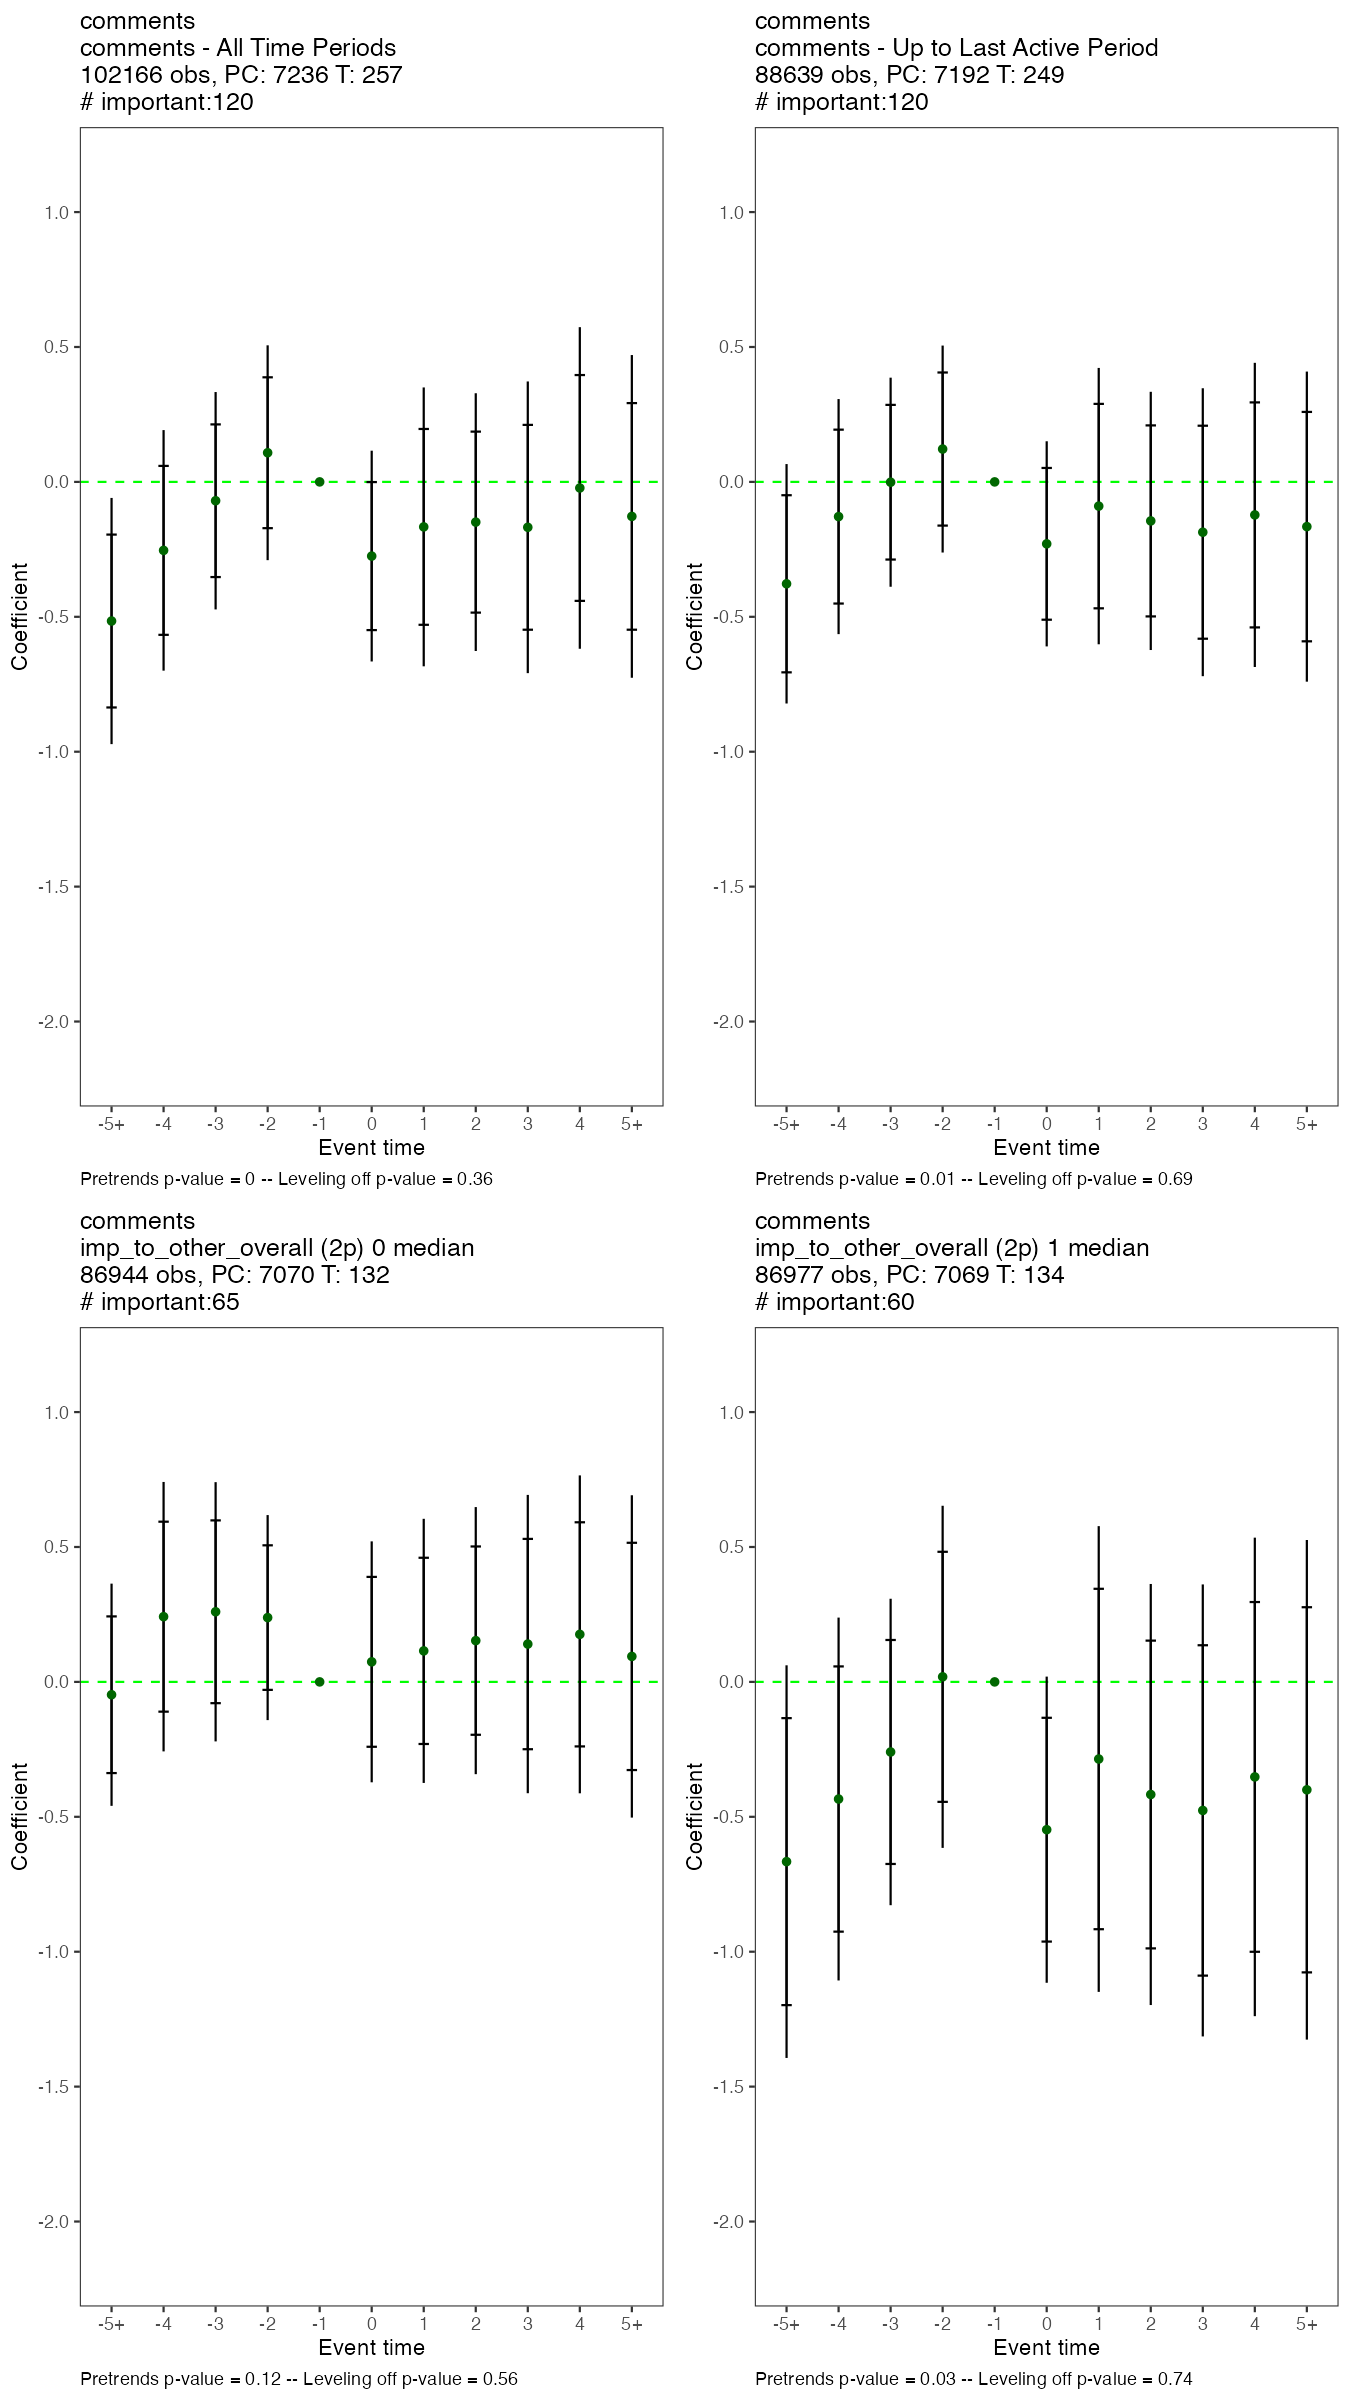 comments
comments - All Time Periods
102166 obs, PC: 7236 T: 257
# important:120
1.0
0.5
0.0
-0.5
-1.0
-1.5
-2.0
Coefficient
-5+ -4 -3 -2 -1 0 1 2 3 4 5+
Event time
Pretrends p-value = 0 -- Leveling off p-value = 0.36
comments
comments - Up to Last Active Period
88639 obs, PC: 7192 T: 249
# important:120
1.0
0.5
0.0
-0.5
-1.0
-1.5
-2.0
Coefficient
-5+ -4 -3 -2 -1 0 1 2 3 4 5+
Event time
Pretrends p-value = 0.01 -- Leveling off p-value = 0.69
comments
imp_to_other_overall (2p) 0 median
86944 obs, PC: 7070 T: 132
# important:65
1.0
0.5
0.0
-0.5
-1.0
-1.5
-2.0
Coefficient
-5+ -4 -3 -2 -1 0 1 2 3 4 5+
Event time
Pretrends p-value = 0.12 -- Leveling off p-value = 0.56
comments
imp_to_other_overall (2p) 1 median
86977 obs, PC: 7069 T: 134
# important:60
1.0
0.5
0.0
-0.5
-1.0
-1.5
-2.0
Coefficient
-5+ -4 -3 -2 -1 0 1 2 3 4 5+
Event time
Pretrends p-value = 0.03 -- Leveling off p-value = 0.74